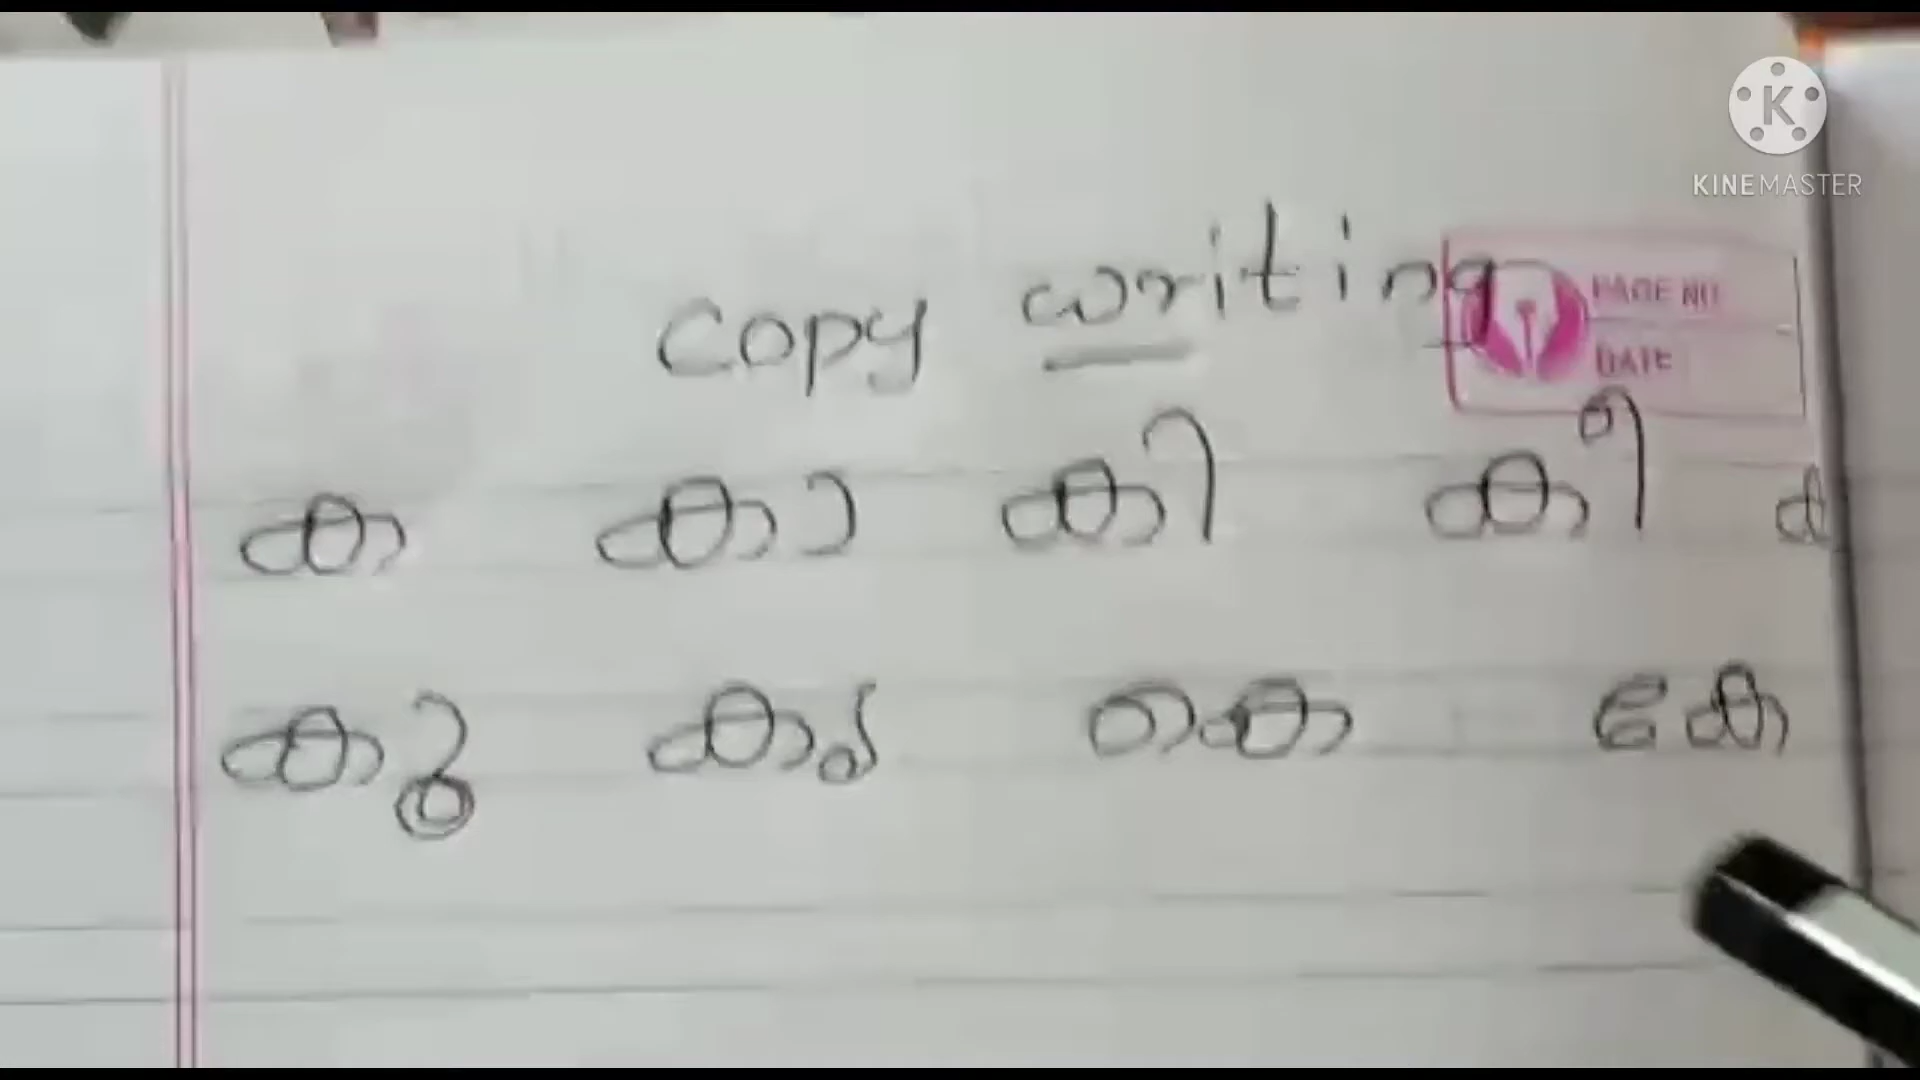 KINEMASTER
Copy writing
PAGE NO
DATE
ക കാ കി കീ
കു കൃ കെ കേ